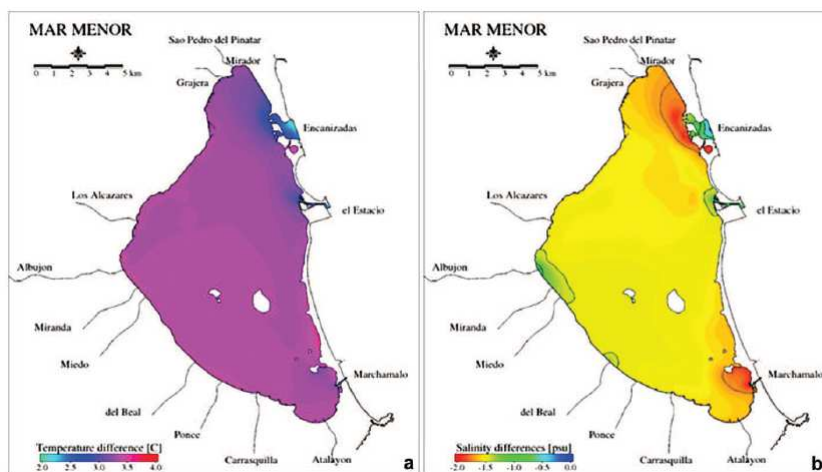 MAR MENOR
0 1 2 3 4 5 km
Sao Pedro del Pinatar
Mirador
Grajera
Encanizadas
Los Alcazares
el Estacio
Albujon
Miranda
Miedo
Marchamalo
del Beal
Ponce
Carrasquilla
Atalayon
Temperature difference [C]
2.0 2.5 3.0 3.5 4.0
a
MAR MENOR
0 1 2 3 4 5 km
Sao Pedro del Pinatar
Mirador
Grajera
Encanizadas
Los Alcazares
el Estacio
Albujon
Miranda
Miedo
Marchamalo
del Beal
Ponce
Carrasquilla
Atalayon
Salinity differences [psu]
-2.0 -1.5 -1.0 -0.5 0.0
b